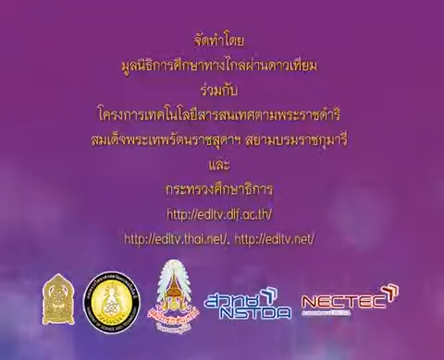 จัดทำโดย
มูลนิธิการศึกษาทางไกลผ่านดาวเทียม
ร่วมกับ
โครงการเทคโนโลยีสารสนเทศตามพระราชดำริ
สมเด็จพระเทพรัตนราชสุดาฯ สยามบรมราชกุมารี
และ
กระทรวงศึกษาธิการ
http://edltv.dlf.ac.th/
http://edltv.thai.net/, http://edltv.net/
สวทช
NSTDA
NECTEC